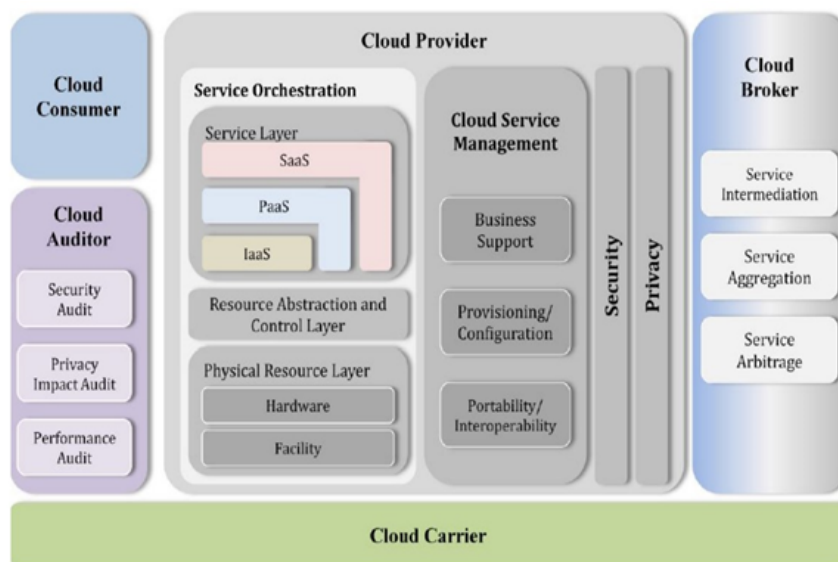 Cloud
Consumer
Cloud
Auditor
Security
Audit
Privacy
Impact Audit
Performance
Audit
Cloud Provider
Service Orchestration
Service Layer
SaaS
PaaS
IaaS
Resource Abstraction and
Control Layer
Physical Resource Layer
Hardware
Facility
Cloud Service
Management
Business
Support
Provisioning/
Configuration
Portability/
Interoperability
Security
Privacy
Cloud
Broker
Service
Intermediation
Service
Aggregation
Service
Arbitrage
Cloud Carrier